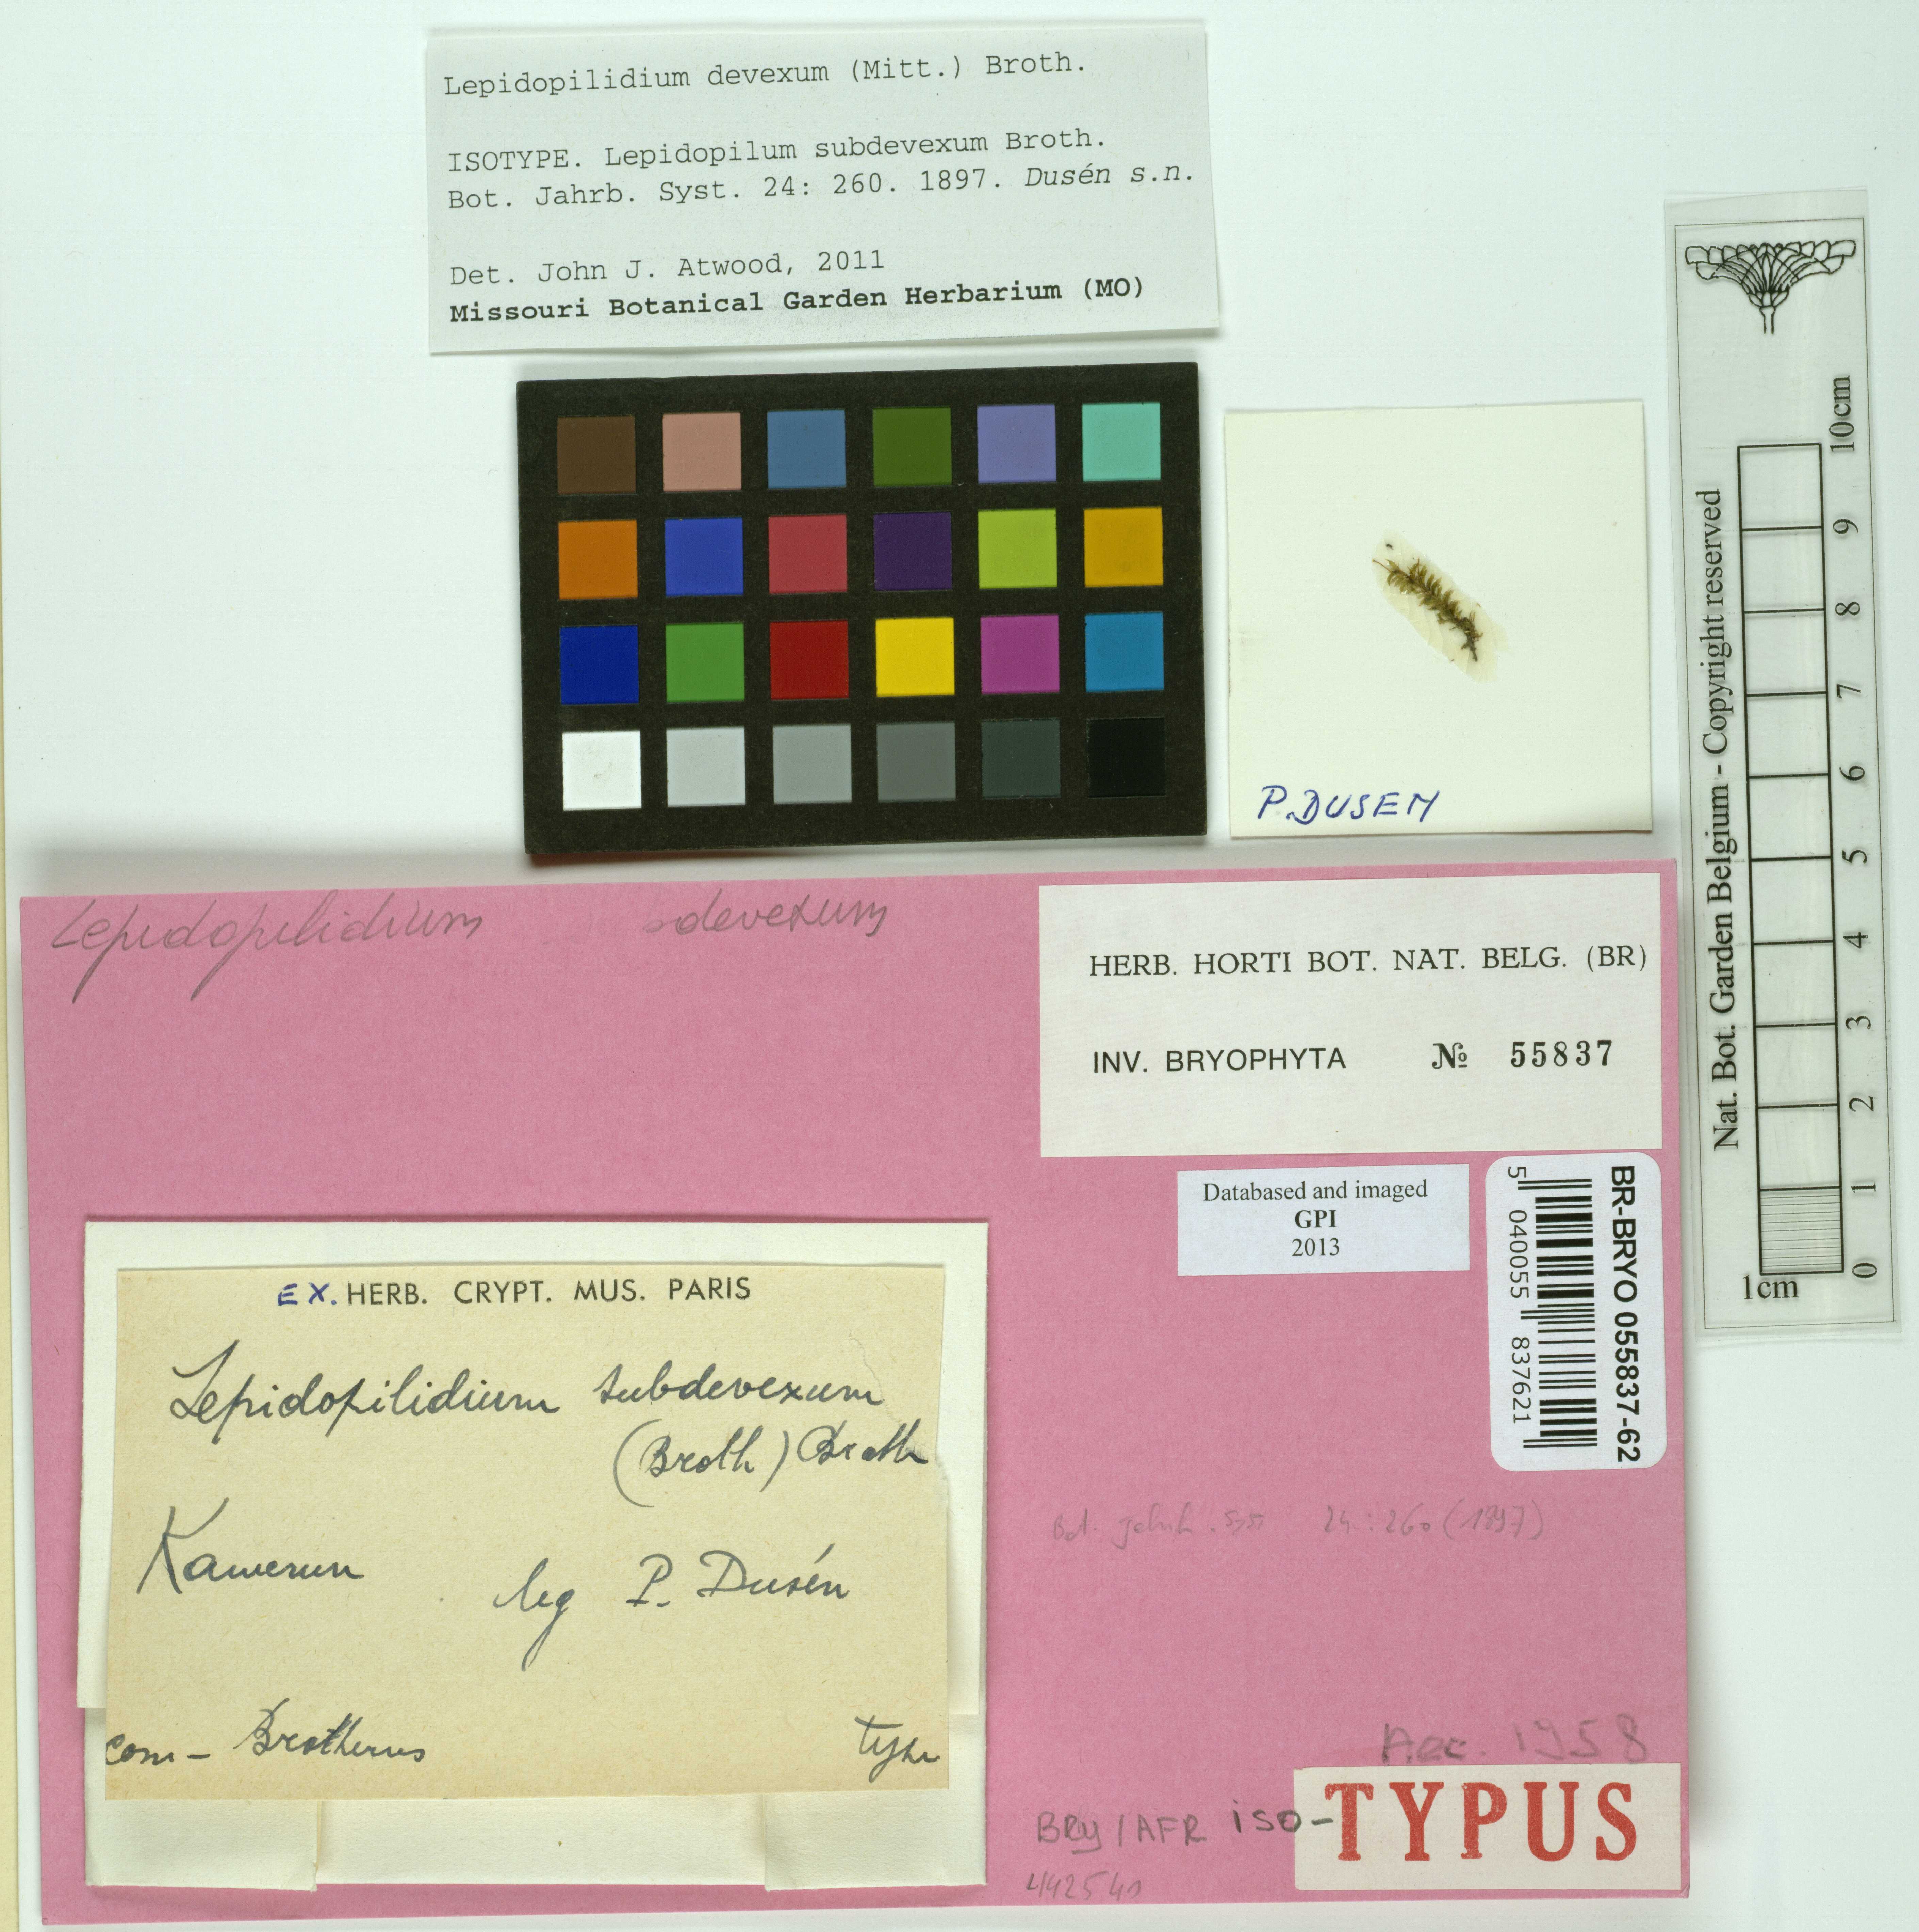 Lepidopilidium devexum (Mitt.) Broth.
ISOTYPE. Lepidopilum subdevexum Broth.
Bot. Jahrb. Syst. 24: 260. 1897. Dusén s.n.
Det. John J. Atwood, 2011
Missouri Botanical Garden Herbarium (MO)
P. DUSEN
10cm
9
8
7
6
5
4
3
2
1
0
1cm
Nat. Bot. Garden Belgium - Copyright reserved
Lepidopilidium devexum
HERB. HORTI BOT. NAT. BELG. (BR)
INV. BRYOPHYTA № 55837
Databased and imaged
GPI
2013
BR-BRYO 055837-62
5 040055 837621
EX. HERB. CRYPT. MUS. PARIS
Lepidopilidium subdevexum
(Broth) Broth
Kamerun
leg P. Dusén
com- Brotherus
type
Bot. Jahrb. Syst 24: 260 (1897)
Acc. 1958
BRY/AFR iso-
TYPUS